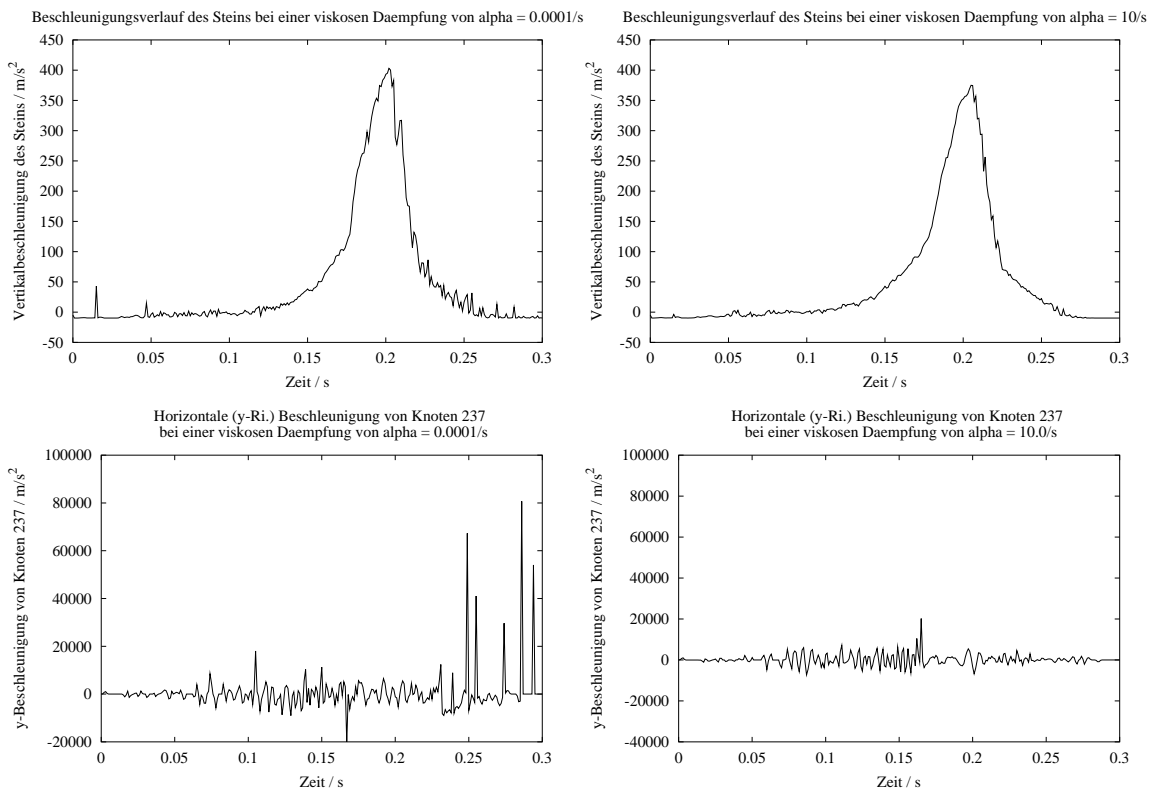 Beschleunigungsverlauf des Steins bei einer viskosen Daempfung von alpha = 0.0001/s
Vertikalbeschleunigung des Steins / m/s²
450
400
350
300
250
200
150
100
50
0
-50
0 0.05 0.1 0.15 0.2 0.25 0.3
Zeit / s
Beschleunigungsverlauf des Steins bei einer viskosen Daempfung von alpha = 10/s
Vertikalbeschleunigung des Steins / m/s²
450
400
350
300
250
200
150
100
50
0
-50
0 0.05 0.1 0.15 0.2 0.25 0.3
Zeit / s
Horizontale (y-Ri.) Beschleunigung von Knoten 237
bei einer viskosen Daempfung von alpha = 0.0001/s
y-Beschleunigung von Knoten 237 / m/s²
100000
80000
60000
40000
20000
0
-20000
0 0.05 0.1 0.15 0.2 0.25 0.3
Zeit / s
Horizontale (y-Ri.) Beschleunigung von Knoten 237
bei einer viskosen Daempfung von alpha = 10.0/s
y-Beschleunigung von Knoten 237 / m/s²
100000
80000
60000
40000
20000
0
-20000
-40000
0 0.05 0.1 0.15 0.2 0.25 0.3
Zeit / s